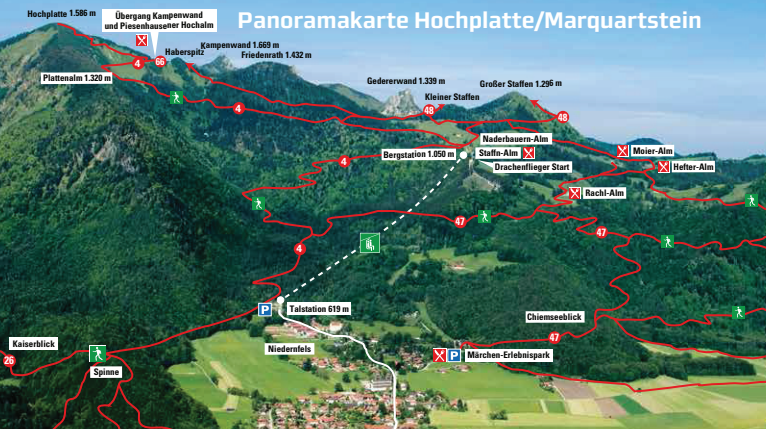 Panoramakarte Hochplatte/Marquartstein
Hochplatte 1.586 m
Übergang Kampenwand
und Piesenhausener Hochalm
Haberspitz
Kampenwand 1.669 m
Friedenrath 1.432 m
4
66
Plattenalm 1.320 m
4
Gedererwand 1.339 m
Kleiner Staffen
Großer Staffen 1.296 m
48
48
Naderbauern-Alm
Bergstation 1.050 m
Staffn-Alm
Drachenflieger Start
Moier-Alm
Hefter-Alm
Rachl-Alm
4
47
47
4
P
Talstation 619 m
Chiemseeblick
47
Kaiserblick
26
Spinne
Niedernfels
P
Märchen-Erlebnispark